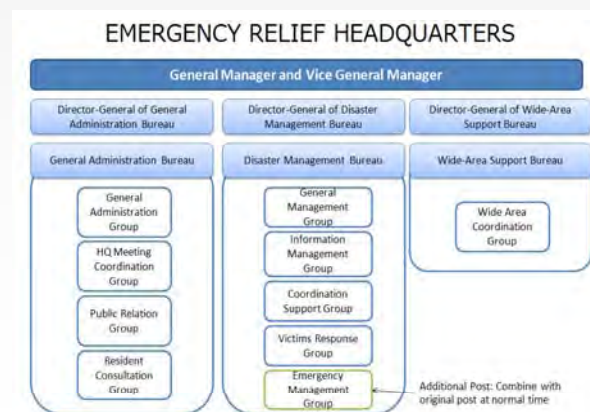 EMERGENCY RELIEF HEADQUARTERS
General Manager and Vice General Manager
Director-General of General
Administration Bureau
Director-General of Disaster
Management Bureau
Director-General of Wide-Area
Support Bureau
General Administration Bureau
Disaster Management Bureau
Wide-Area Support Bureau
General
Administration
Group
HQ Meeting
Coordination
Group
Public Relation
Group
Resident
Consultation
Group
General
Management
Group
Information
Management
Group
Coordination
Support Group
Victims Response
Group
Emergency
Management
Group
Wide Area
Coordination
Group
Additional Post: Combine with
original post at normal time